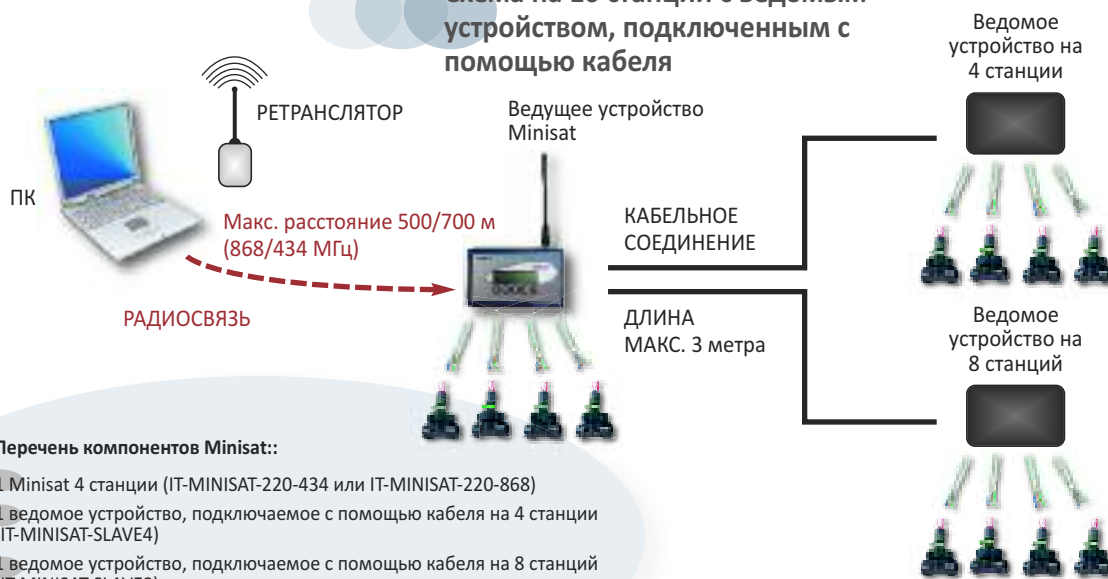 устройством, подключенным с
помощью кабеля
Ведомое
устройство на
4 станции
РЕТРАНСЛЯТОР
Ведущее устройство
Minisat
ПК
Макс. расстояние 500/700 м
(868/434 МГц)
РАДИОСВЯЗЬ
КАБЕЛЬНОЕ
СОЕДИНЕНИЕ
ДЛИНА
МАКС. 3 метра
Ведомое
устройство на
8 станций
Перечень компонентов Minisat::
1 Minisat 4 станции (IT-MINISAT-220-434 или IT-MINISAT-220-868)
1 ведомое устройство, подключаемое с помощью кабеля на 4 станции
(IT-MINISAT-SLAVE4)
1 ведомое устройство, подключаемое с помощью кабеля на 8 станций